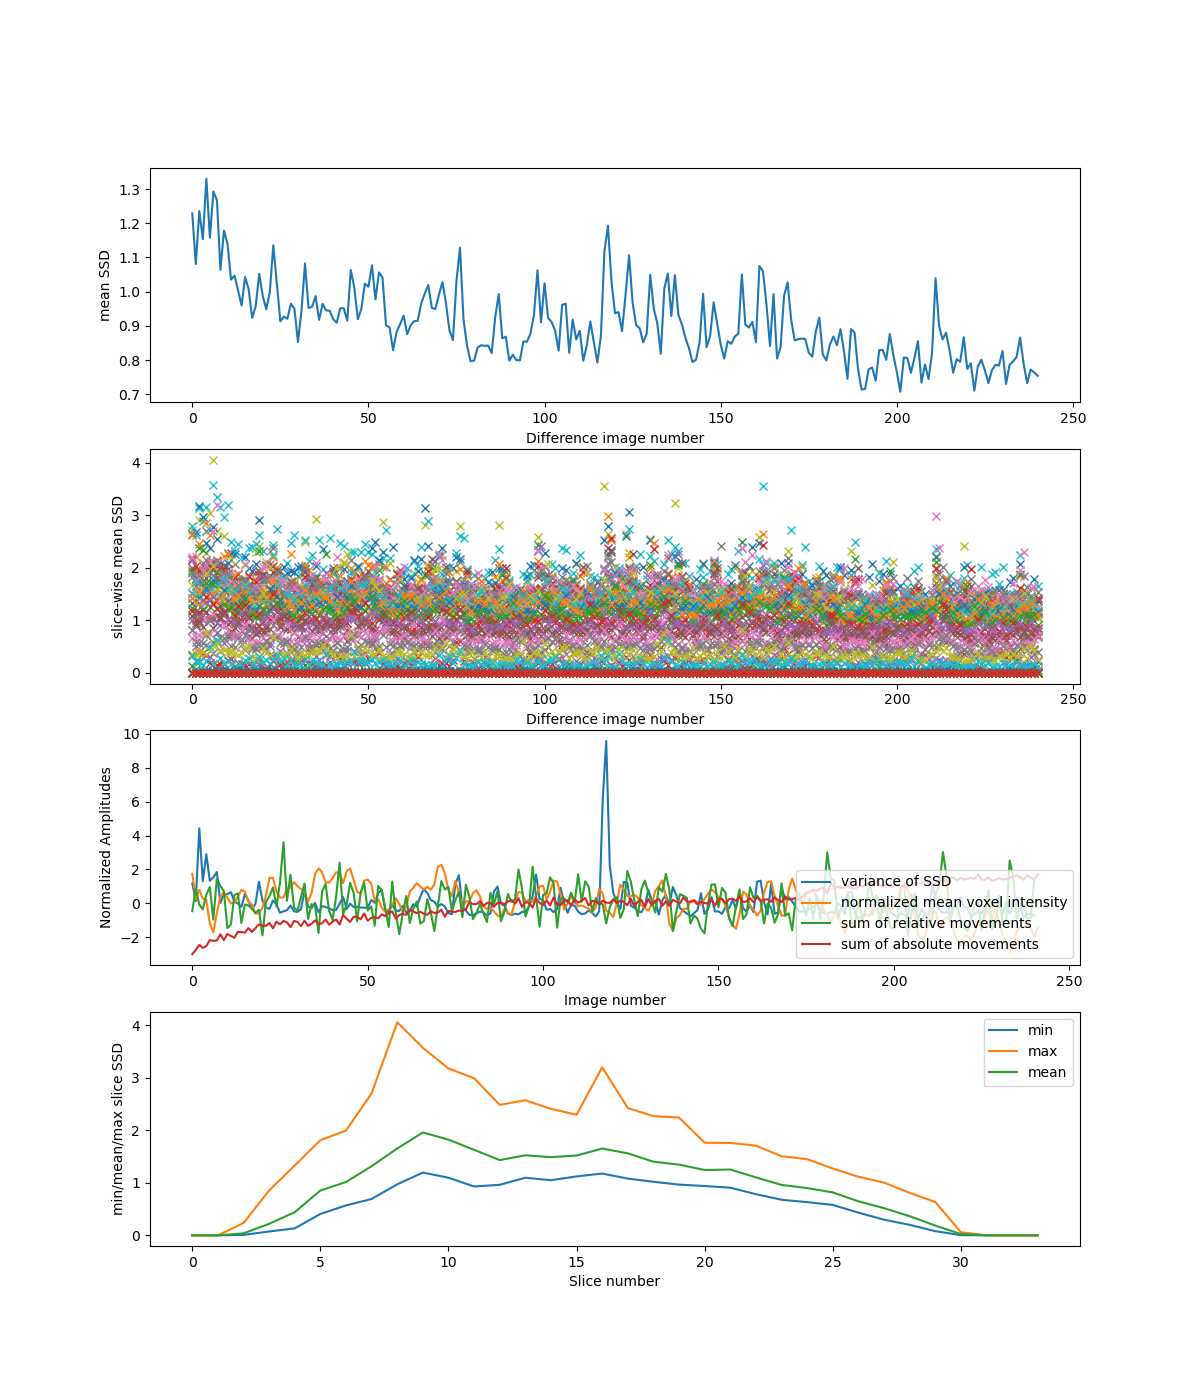 1.3
1.2
1.1
1.0
0.9
0.8
0.7
mean SSD
0 50 100 150 200 250
Difference image number
4
3
2
1
0
slice-wise mean SSD
0 50 100 150 200 250
Difference image number
10
8
6
4
2
0
−2
Normalized Amplitudes
variance of SSD
normalized mean voxel intensity
sum of relative movements
sum of absolute movements
0 50 100 150 200 250
Image number
4
3
2
1
0
min/mean/max slice SSD
min
max
mean
0 5 10 15 20 25 30
Slice number